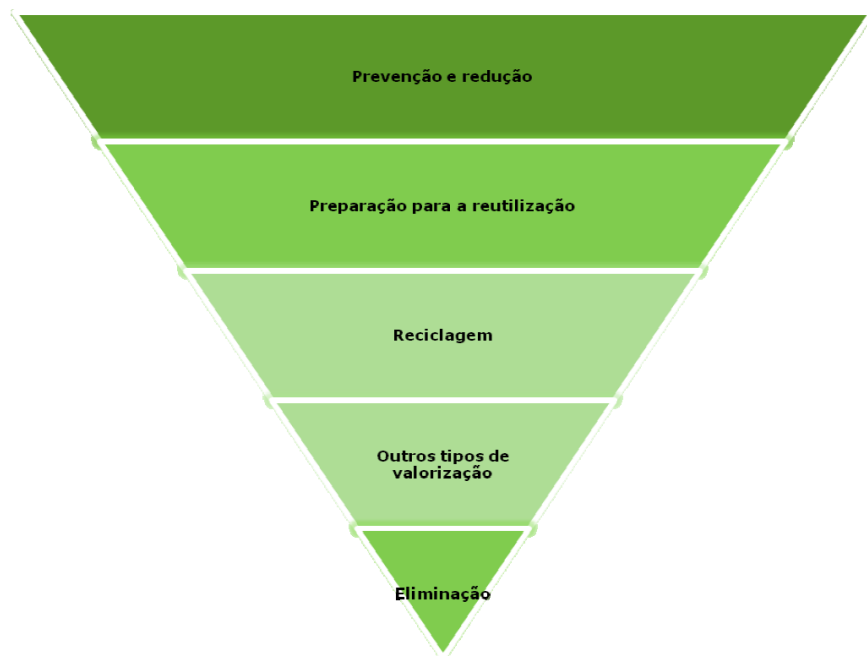 Prevenção e redução
Preparação para a reutilização
Reciclagem
Outros tipos de
valorização
Eliminação